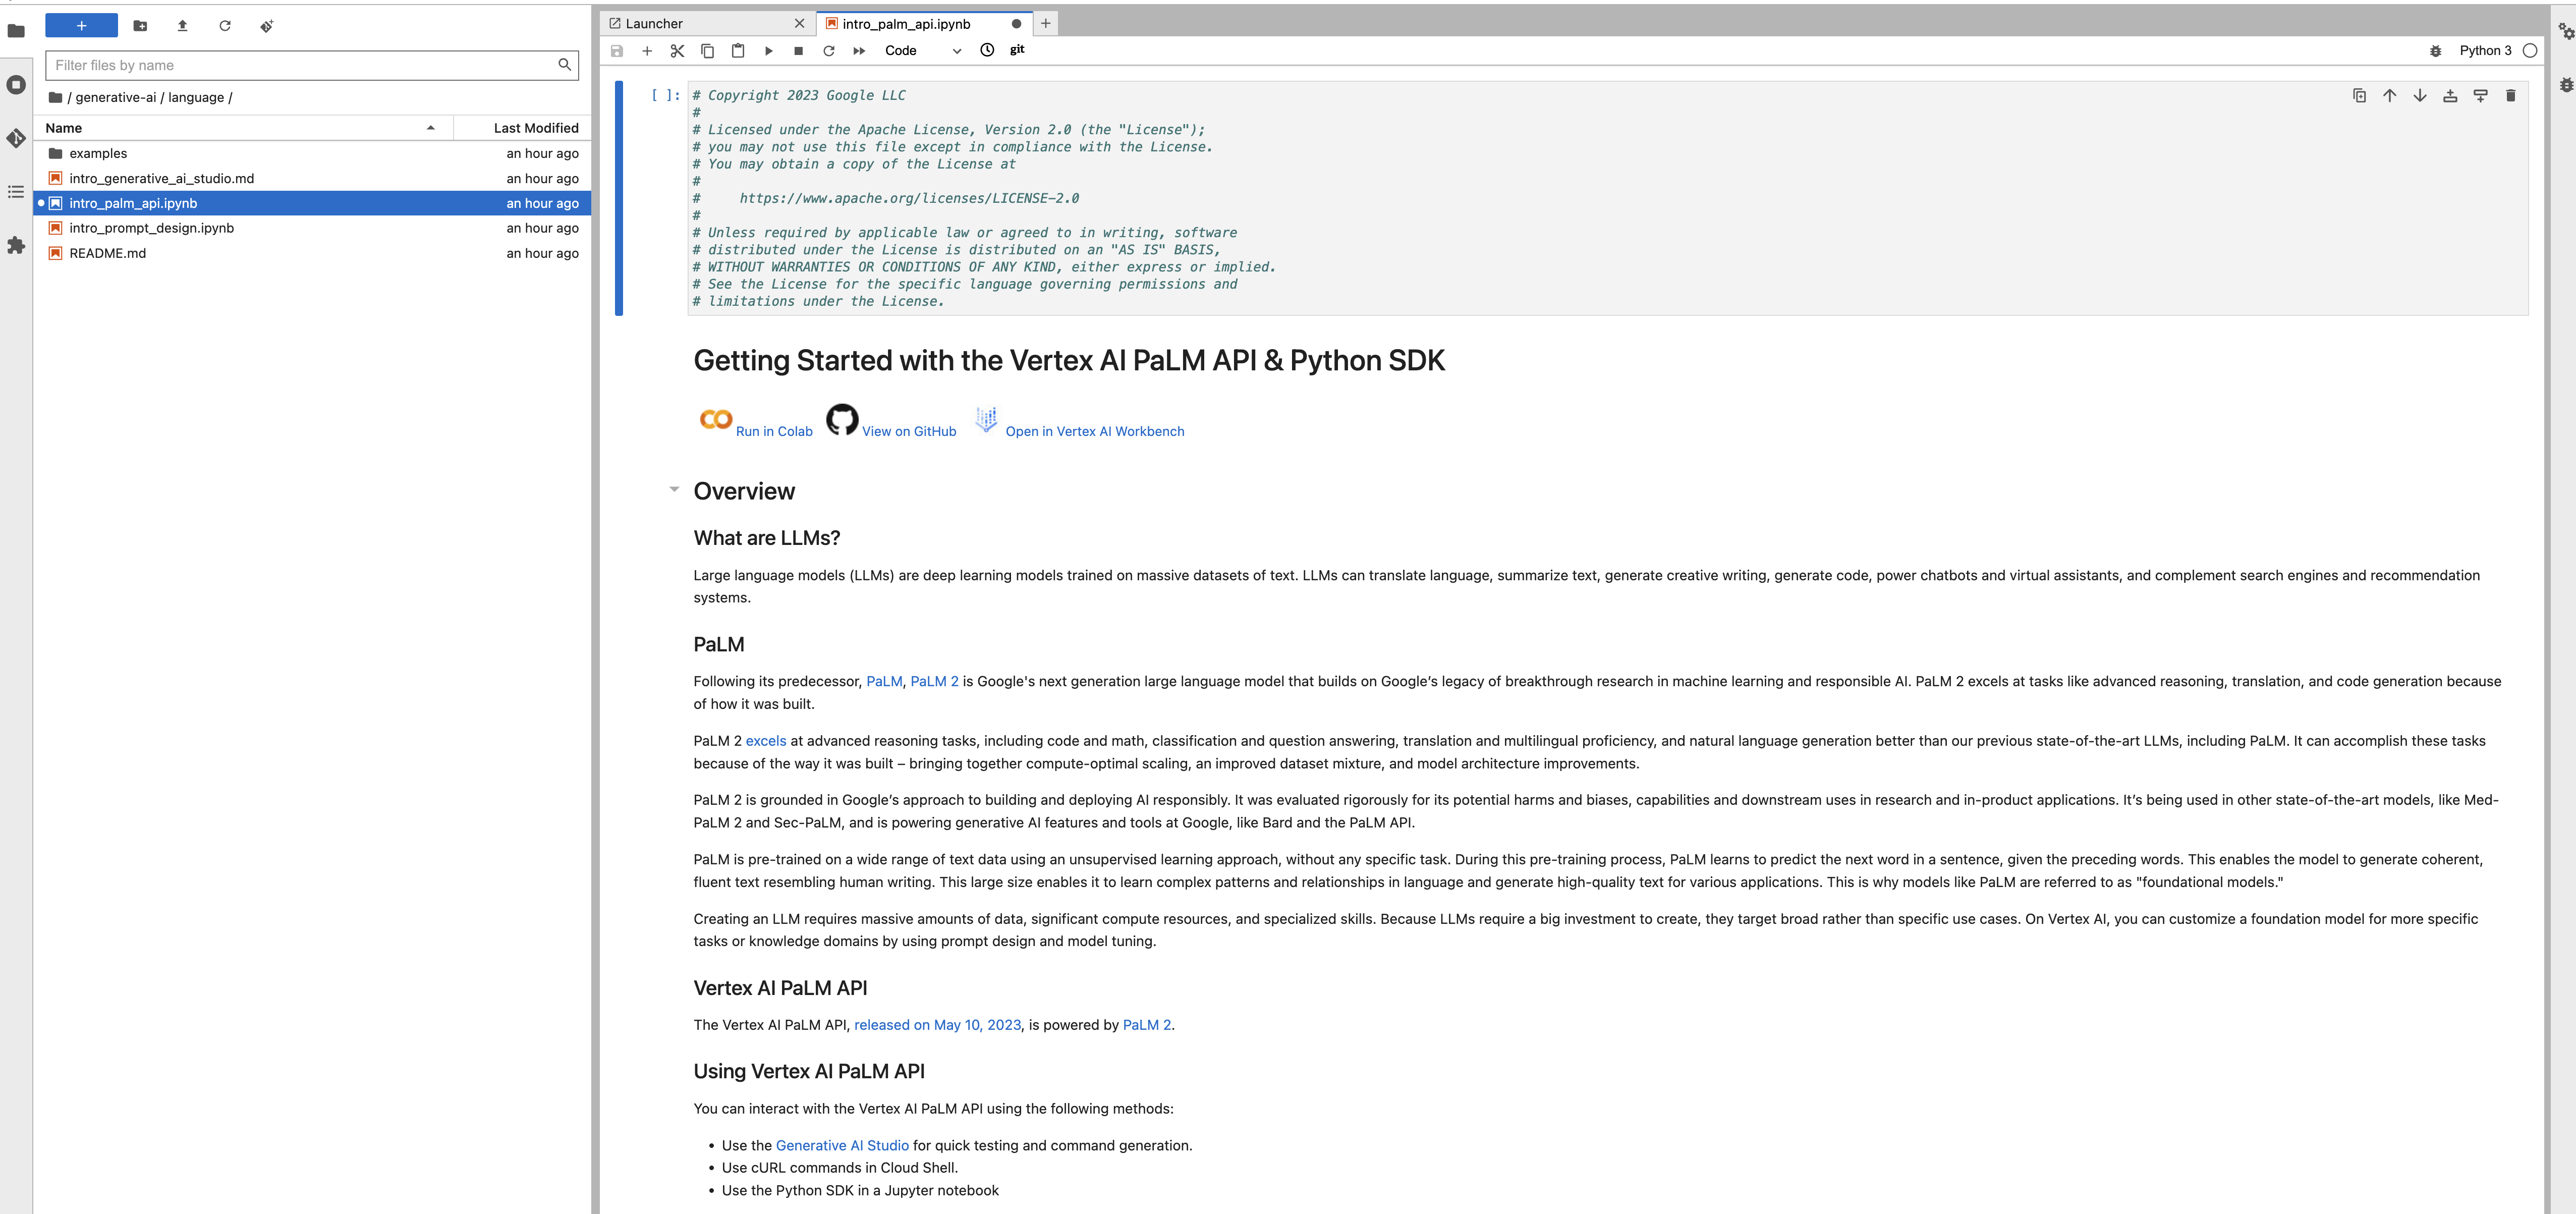 +
Filter files by name
/ generative-ai / language /
Name Last Modified
examples an hour ago
intro_generative_ai_studio.md an hour ago
intro_palm_api.ipynb an hour ago
intro_prompt_design.ipynb an hour ago
README.md an hour ago
Launcher
intro_palm_api.ipynb
Code
git
Python 3
[ ]:
# Copyright 2023 Google LLC
#
# Licensed under the Apache License, Version 2.0 (the "License");
# you may not use this file except in compliance with the License.
# You may obtain a copy of the License at
#
#     https://www.apache.org/licenses/LICENSE-2.0
#
# Unless required by applicable law or agreed to in writing, software
# distributed under the License is distributed on an "AS IS" BASIS,
# WITHOUT WARRANTIES OR CONDITIONS OF ANY KIND, either express or implied.
# See the License for the specific language governing permissions and
# limitations under the License.
Getting Started with the Vertex AI PaLM API & Python SDK
Run in Colab View on GitHub Open in Vertex AI Workbench
Overview
What are LLMs?
Large language models (LLMs) are deep learning models trained on massive datasets of text. LLMs can translate language, summarize text, generate creative writing, generate code, power chatbots and virtual assistants, and complement search engines and recommendation
systems.
PaLM
Following its predecessor, PaLM, PaLM 2 is Google's next generation large language model that builds on Google’s legacy of breakthrough research in machine learning and responsible AI. PaLM 2 excels at tasks like advanced reasoning, translation, and code generation because
of how it was built.
PaLM 2 excels at advanced reasoning tasks, including code and math, classification and question answering, translation and multilingual proficiency, and natural language generation better than our previous state-of-the-art LLMs, including PaLM. It can accomplish these tasks
because of the way it was built – bringing together compute-optimal scaling, an improved dataset mixture, and model architecture improvements.
PaLM 2 is grounded in Google’s approach to building and deploying AI responsibly. It was evaluated rigorously for its potential harms and biases, capabilities and downstream uses in research and in-product applications. It’s being used in other state-of-the-art models, like Med-
PaLM 2 and Sec-PaLM, and is powering generative AI features and tools at Google, like Bard and the PaLM API.
PaLM is pre-trained on a wide range of text data using an unsupervised learning approach, without any specific task. During this pre-training process, PaLM learns to predict the next word in a sentence, given the preceding words. This enables the model to generate coherent,
fluent text resembling human writing. This large size enables it to learn complex patterns and relationships in language and generate high-quality text for various applications. This is why models like PaLM are referred to as "foundational models."
Creating an LLM requires massive amounts of data, significant compute resources, and specialized skills. Because LLMs require a big investment to create, they target broad rather than specific use cases. On Vertex AI, you can customize a foundation model for more specific
tasks or knowledge domains by using prompt design and model tuning.
Vertex AI PaLM API
The Vertex AI PaLM API, released on May 10, 2023, is powered by PaLM 2.
Using Vertex AI PaLM API
You can interact with the Vertex AI PaLM API using the following methods:
• Use the Generative AI Studio for quick testing and command generation.
• Use cURL commands in Cloud Shell.
• Use the Python SDK in a Jupyter notebook